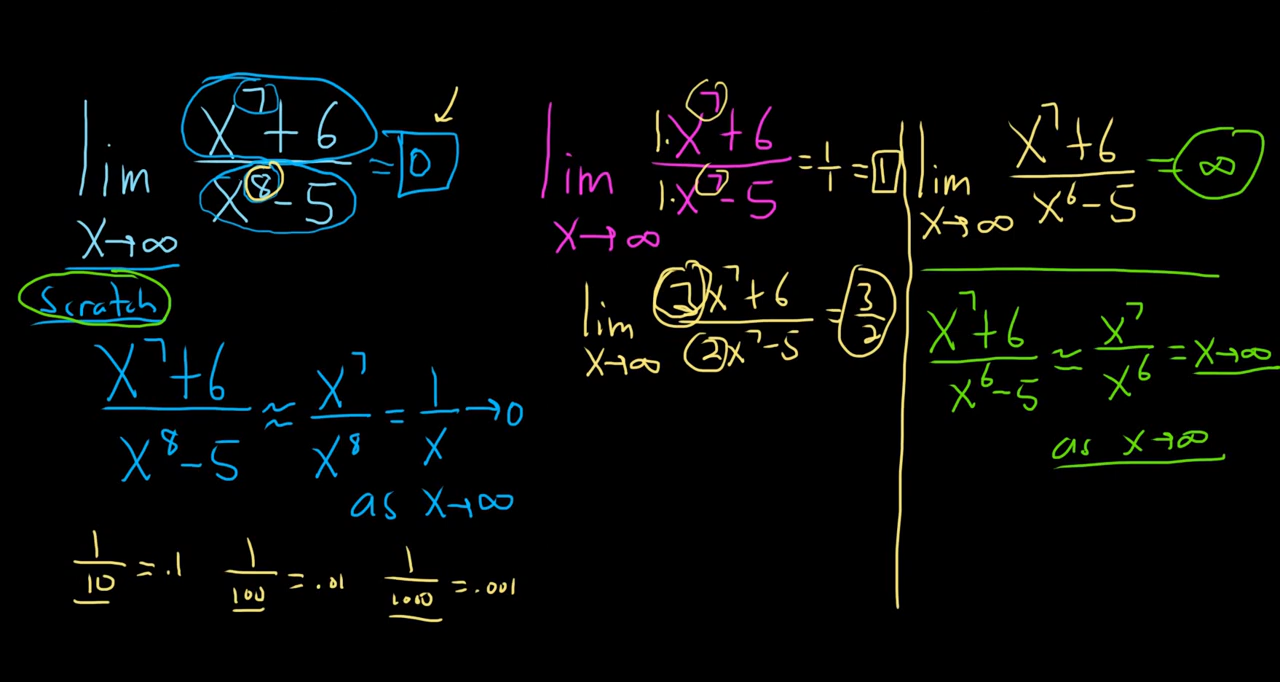 lim x→∞ (x^7 + 6)/(x^8 - 5) = 0
Scratch
(x^7 + 6)/(x^8 - 5) ≈ x^7/x^8 = 1/x → 0
as x→∞
1/10 = .1 1/100 = .01 1/1000 = .001
lim x→∞ (1·x^7 + 6)/(1·x^7 - 5) = 1/1 = 1
lim x→∞ (3x^7 + 6)/(2x^7 - 5) = 3/2
lim x→∞ (x^7 + 6)/(x^6 - 5) = ∞
(x^7 + 6)/(x^6 - 5) ≈ x^7/x^6 = x→∞
as x→∞